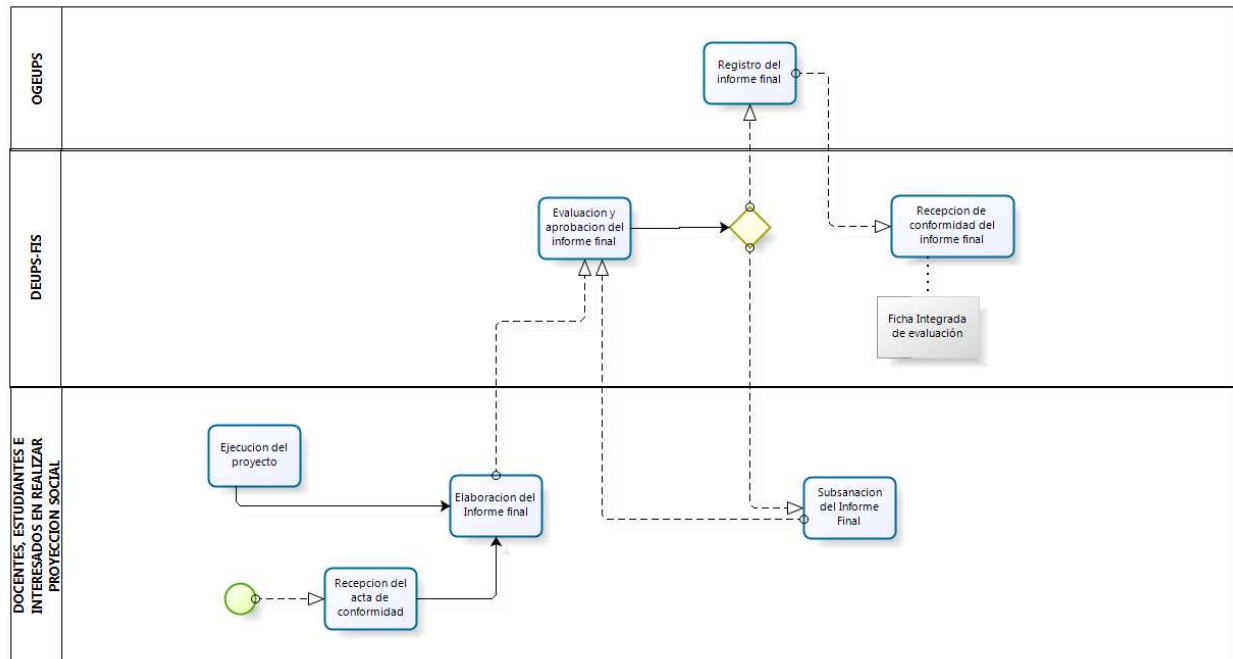 OGEUPS
Registro del
informe final
DEUPS-FIS
Evaluacion y
aprobacion del
informe final
Recepcion de
conformidad del
informe final
Ficha Integrada
de evaluación
DOCENTES, ESTUDIANTES E
INTERESADOS EN REALIZAR
PROYECCION SOCIAL
Ejecucion del
proyecto
Elaboracion del
Informe final
Subsanacion
del Informe
Final
Recepcion del
acta de
conformidad